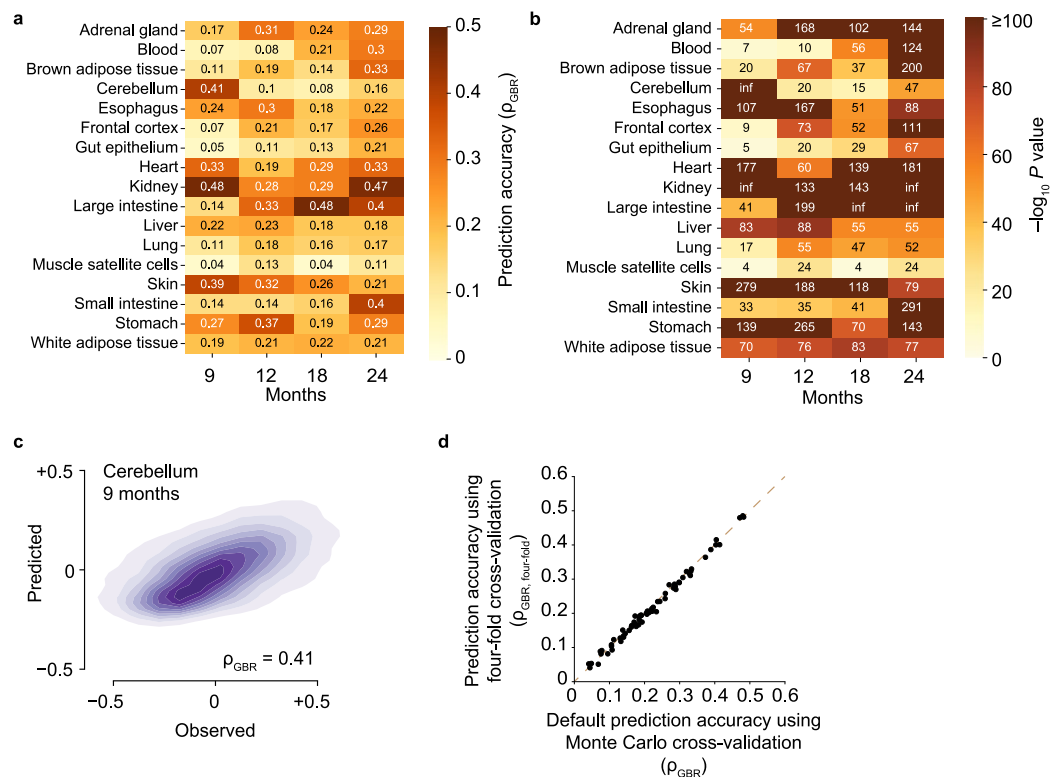 a
Adrenal gland 0.17 0.31 0.24 0.29
Blood 0.07 0.08 0.21 0.3
Brown adipose tissue 0.11 0.19 0.14 0.33
Cerebellum 0.41 0.1 0.08 0.16
Esophagus 0.24 0.3 0.18 0.22
Frontal cortex 0.07 0.21 0.17 0.26
Gut epithelium 0.05 0.11 0.13 0.21
Heart 0.33 0.19 0.29 0.33
Kidney 0.48 0.28 0.29 0.47
Large intestine 0.14 0.33 0.48 0.4
Liver 0.22 0.23 0.18 0.18
Lung 0.11 0.18 0.16 0.17
Muscle satellite cells 0.04 0.13 0.04 0.11
Skin 0.39 0.32 0.26 0.21
Small intestine 0.14 0.14 0.16 0.4
Stomach 0.27 0.37 0.19 0.29
White adipose tissue 0.19 0.21 0.22 0.21
9 12 18 24
Months
0.5
0.4
0.3
0.2
0.1
0
Prediction accuracy (ρGBR)
b
Adrenal gland 54 168 102 144
Blood 7 10 56 124
Brown adipose tissue 20 67 37 200
Cerebellum inf 20 15 47
Esophagus 107 167 51 88
Frontal cortex 9 73 52 111
Gut epithelium 5 20 29 67
Heart 177 60 139 181
Kidney inf 133 143 inf
Large intestine 41 199 inf inf
Liver 83 88 55 55
Lung 17 55 47 52
Muscle satellite cells 4 24 4 24
Skin 279 188 118 79
Small intestine 33 35 41 291
Stomach 139 265 70 143
White adipose tissue 70 76 83 77
9 12 18 24
Months
≥100
80
60
40
20
0
−log10 P value
c
Cerebellum
9 months
+0.5
0
−0.5
Predicted
ρGBR = 0.41
−0.5 0 +0.5
Observed
d
Prediction accuracy using
four-fold cross-validation
(ρGBR, four-fold)
0.6
0.5
0.4
0.3
0.2
0.1
0
0 0.1 0.2 0.3 0.4 0.5 0.6
Default prediction accuracy using
Monte Carlo cross-validation
(ρGBR)